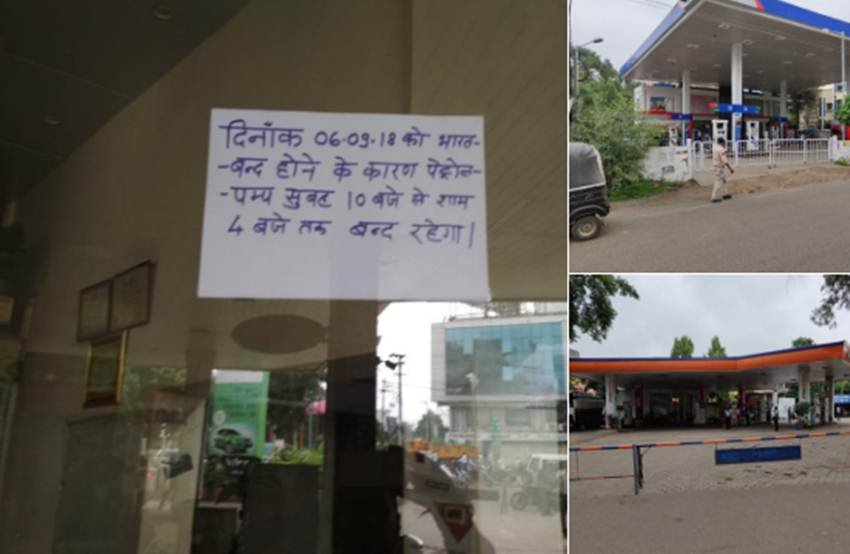 दिनाँक 06.09.18 को भारत-
-बन्द होने के कारण पेट्रोल-
-पम्प सुबह 10 बजे से शाम
4 बजे तक बन्द रहेगा।